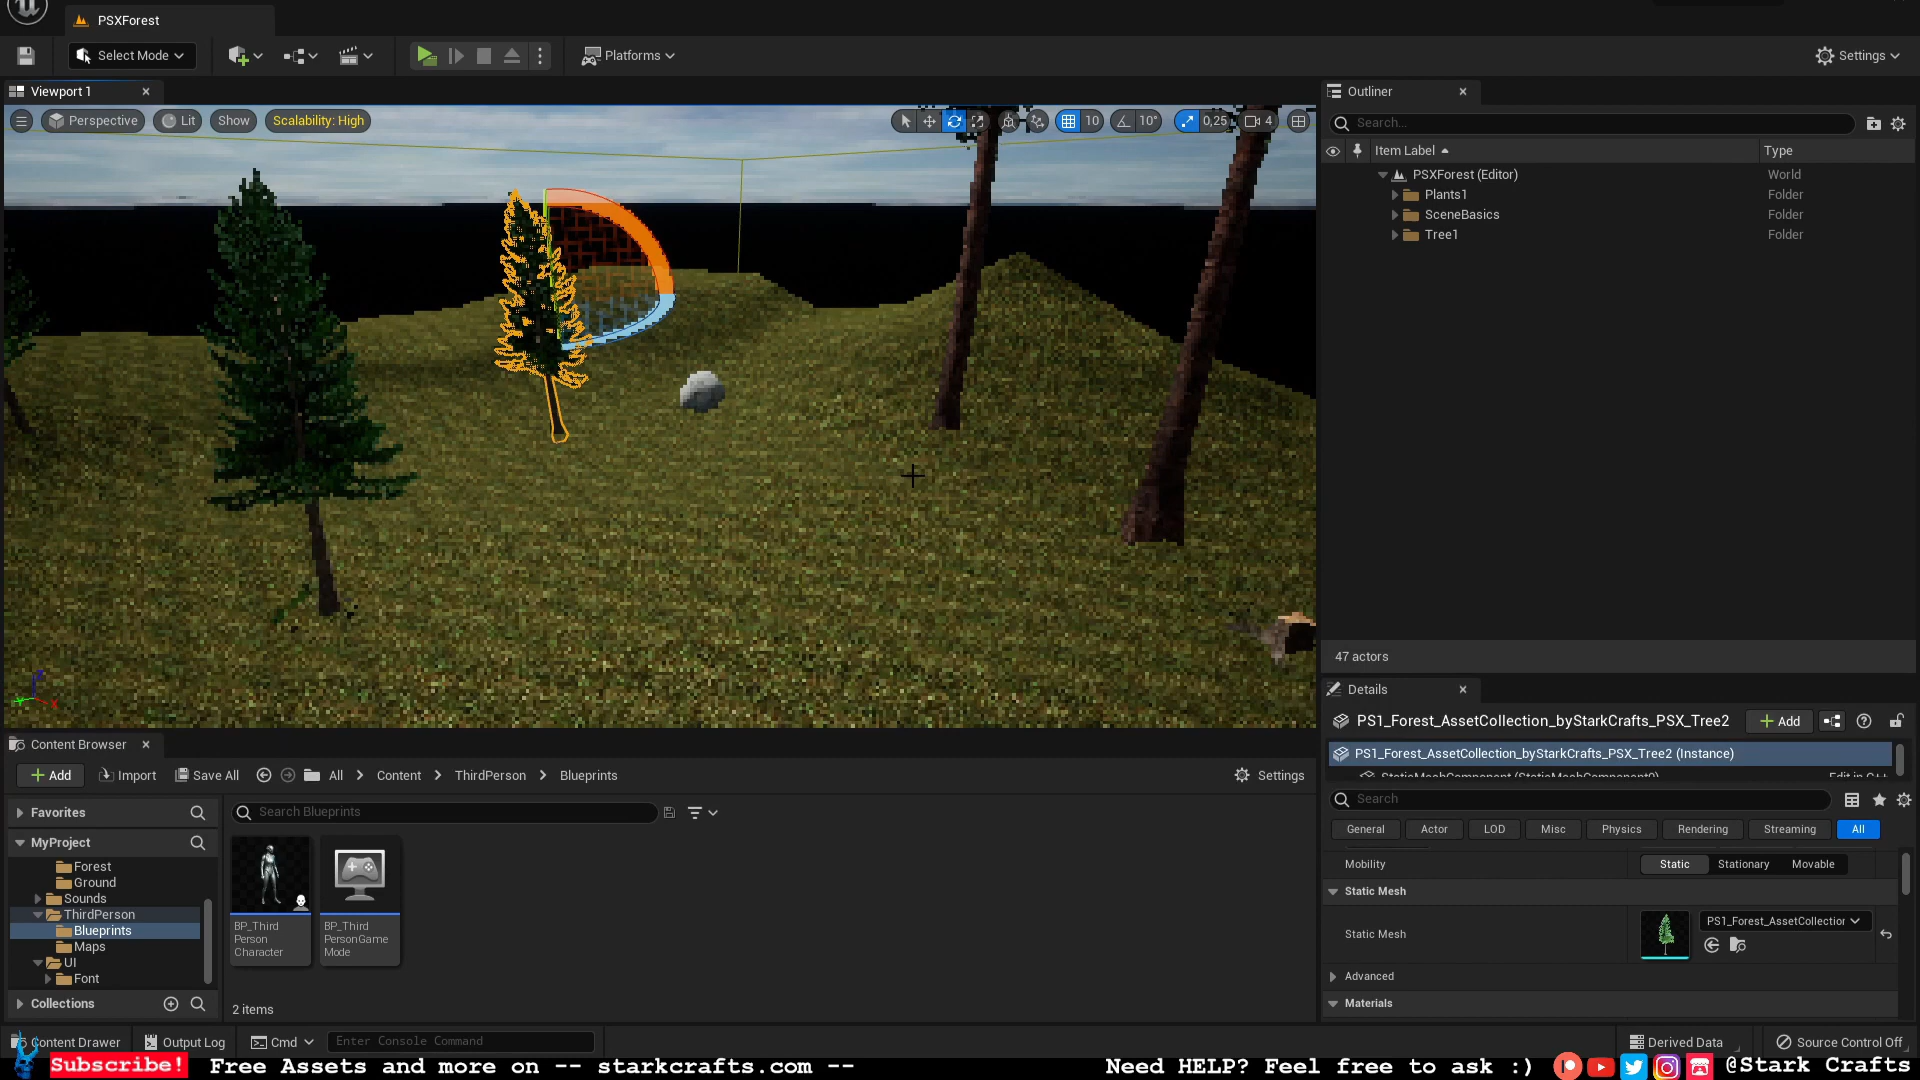 PSXForest
Select Mode
Platforms
Settings
Viewport 1
Perspective
Lit
Show
Scalability: High
10
10°
0,25
4
Outliner
Search...
Item Label
Type
PSXForest (Editor)
World
Plants1
Folder
SceneBasics
Folder
Tree1
Folder
47 actors
Details
PS1_Forest_AssetCollection_byStarkCrafts_PSX_Tree2
Add
PS1_Forest_AssetCollection_byStarkCrafts_PSX_Tree2 (Instance)
StaticMeshComponent (StaticMeshComponent0)
Edit in C++
Search
General
Actor
LOD
Misc
Physics
Rendering
Streaming
All
Mobility
Static
Stationary
Movable
Static Mesh
Static Mesh
PS1_Forest_AssetCollection
Advanced
Materials
Content Browser
Add
Import
Save All
All
Content
ThirdPerson
Blueprints
Settings
Favorites
Search Blueprints
MyProject
Forest
Ground
Sounds
ThirdPerson
Blueprints
Maps
UI
Font
Collections
BP_Third
Person
Character
BP_Third
PersonGame
Mode
2 items
Content Drawer
Output Log
Cmd
Enter Console Command
Derived Data
Source Control Off
Subscribe!
Free Assets and more on -- starkcrafts.com --
Need HELP? Feel free to ask :)
@Stark Crafts
X